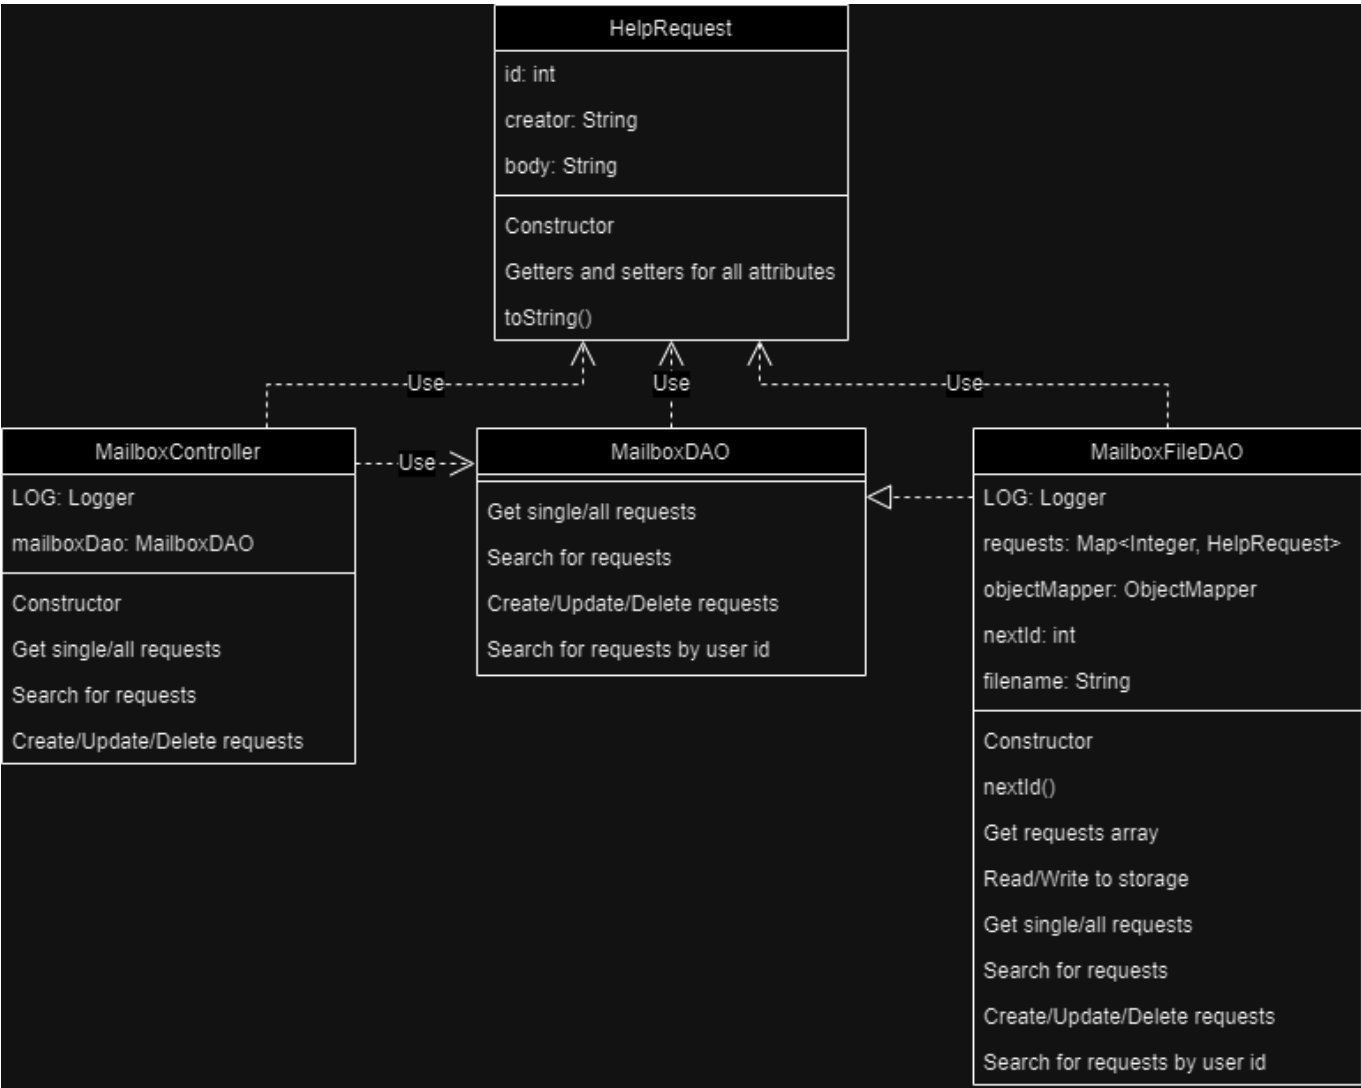 HelpRequest
id: int
creator: String
body: String
Constructor
Getters and setters for all attributes
toString()
Use
Use
Use
MailboxController
LOG: Logger
mailboxDao: MailboxDAO
Constructor
Get single/all requests
Search for requests
Create/Update/Delete requests
Use
MailboxDAO
Get single/all requests
Search for requests
Create/Update/Delete requests
Search for requests by user id
MailboxFileDAO
LOG: Logger
requests: Map<Integer, HelpRequest>
objectMapper: ObjectMapper
nextId: int
filename: String
Constructor
nextId()
Get requests array
Read/Write to storage
Get single/all requests
Search for requests
Create/Update/Delete requests
Search for requests by user id